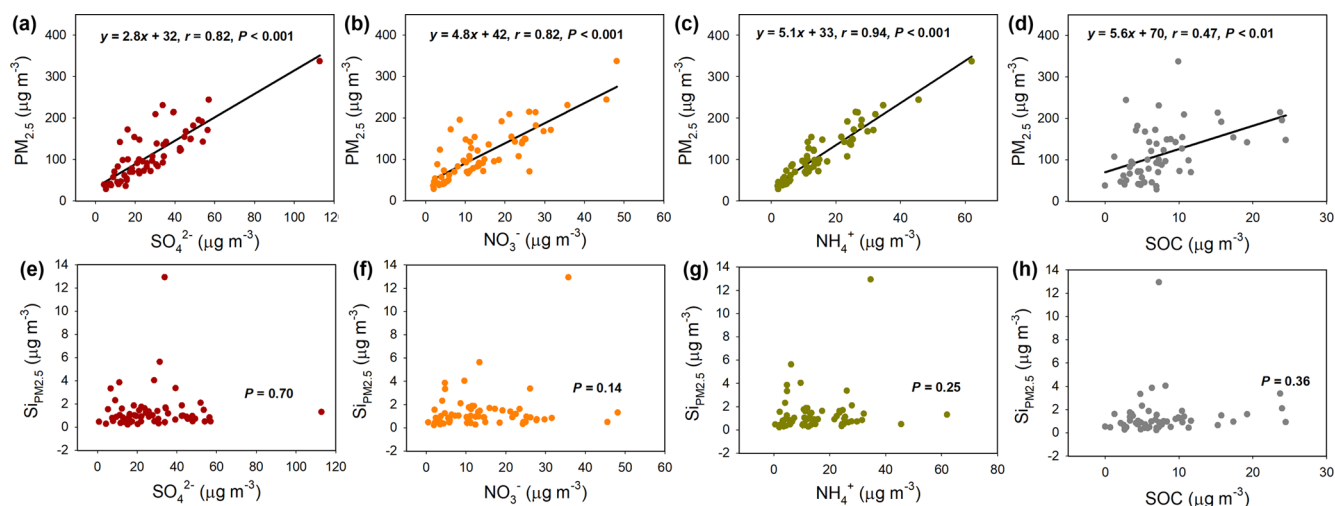 (a)
y = 2.8x + 32, r = 0.82, P < 0.001
PM2.5 (μg m⁻³)
500
400
300
200
100
0
0 20 40 60 80 100 120
SO₄²⁻ (μg m⁻³)
(b)
y = 4.8x + 42, r = 0.82, P < 0.001
PM2.5 (μg m⁻³)
500
400
300
200
100
0
0 10 20 30 40 50 60
NO₃⁻ (μg m⁻³)
(c)
y = 5.1x + 33, r = 0.94, P < 0.001
PM2.5 (μg m⁻³)
500
400
300
200
100
0
0 20 40 60
NH₄⁺ (μg m⁻³)
(d)
y = 5.6x + 70, r = 0.47, P < 0.01
PM2.5 (μg m⁻³)
500
400
300
200
100
0
0 10 20 30
SOC (μg m⁻³)
(e)
P = 0.70
SiPM2.5 (μg m⁻³)
14
12
10
8
6
4
2
0
-2
0 20 40 60 80 100 120
SO₄²⁻ (μg m⁻³)
(f)
P = 0.14
SiPM2.5 (μg m⁻³)
14
12
10
8
6
4
2
0
-2
0 10 20 30 40 50 60
NO₃⁻ (μg m⁻³)
(g)
P = 0.25
SiPM2.5 (μg m⁻³)
14
12
10
8
6
4
2
0
-2
0 20 40 60 80
NH₄⁺ (μg m⁻³)
(h)
P = 0.36
SiPM2.5 (μg m⁻³)
14
12
10
8
6
4
2
0
-2
0 10 20 30
SOC (μg m⁻³)